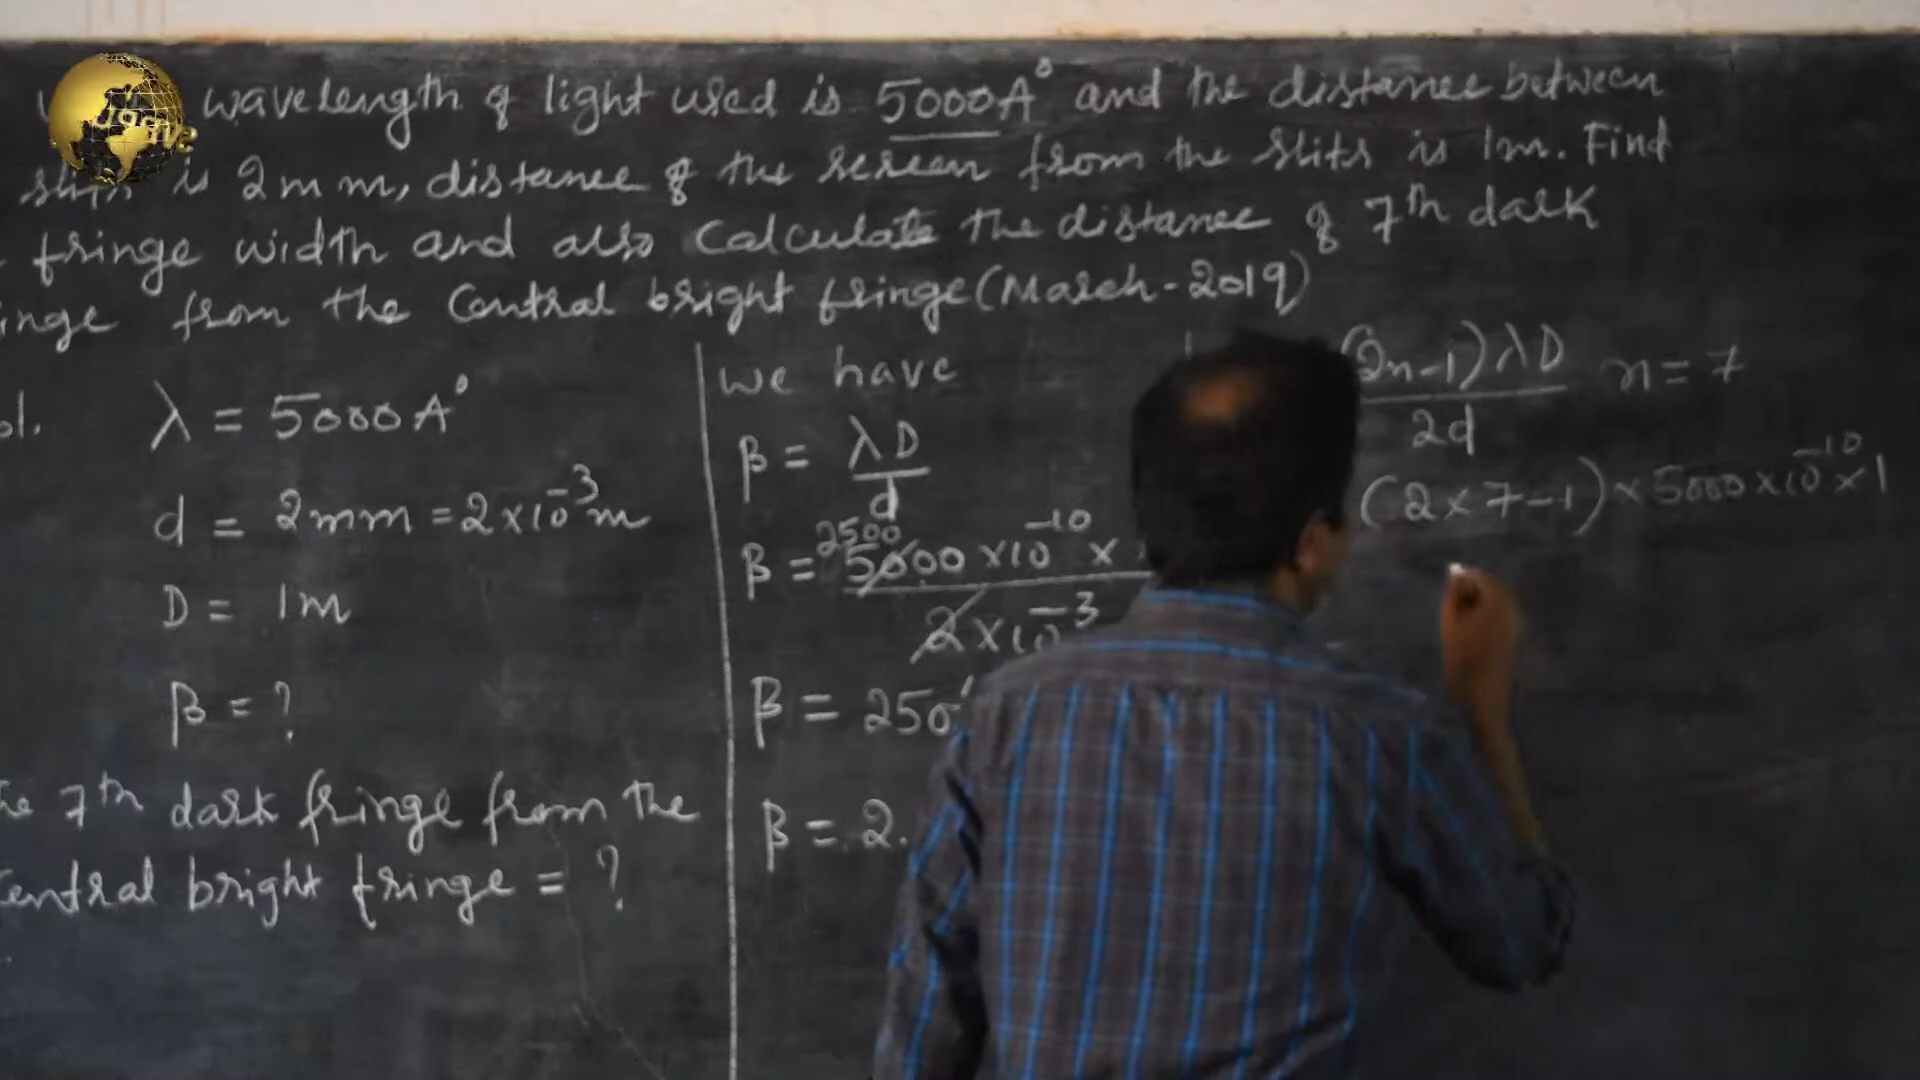 wavelength of light used is 5000A° and the distance between
slits is 2mm, distance of the screen from the slits is 1m. Find
fringe width and also calculate the distance of 7th dark
inge from the central bright fringe (March-2019)
ol.
λ = 5000A°
d = 2mm = 2×10⁻³m
D = 1m
β = ?
he 7th dark fringe from the
central bright fringe = ?
we have
β = λD/d
2500
β = 5000 ×10⁻¹⁰ ×
2×10⁻³
β = 250
β = 2.
(2n-1)λD n = 7
2d
(2×7-1)×5000×10⁻¹⁰×1